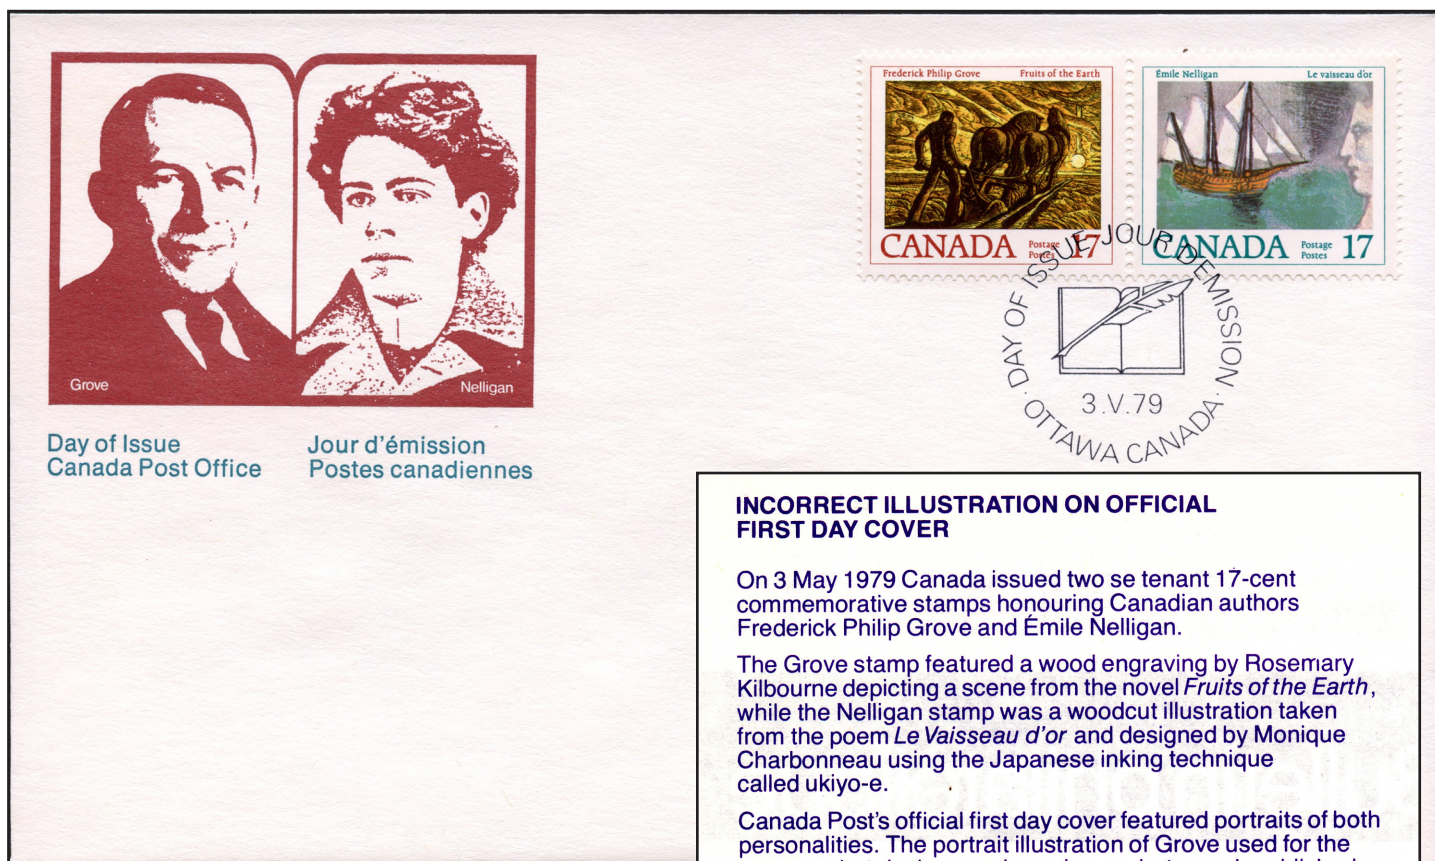 Grove
Nelligan
Day of Issue
Canada Post Office
Jour d'émission
Postes canadiennes
Frederick Philip Grove Fruits of the Earth
CANADA Postage Postes 17
Émile Nelligan Le vaisseau d'or
CANADA Postage Postes 17
DAY OF ISSUE · JOUR D'EMISSION ·
3.V.79
OTTAWA CANADA
INCORRECT ILLUSTRATION ON OFFICIAL
FIRST DAY COVER
On 3 May 1979 Canada issued two se tenant 17-cent
commemorative stamps honouring Canadian authors
Frederick Philip Grove and Émile Nelligan.
The Grove stamp featured a wood engraving by Rosemary
Kilbourne depicting a scene from the novel Fruits of the Earth,
while the Nelligan stamp was a woodcut illustration taken
from the poem Le Vaisseau d'or and designed by Monique
Charbonneau using the Japanese inking technique
called ukiyo-e.
Canada Post's official first day cover featured portraits of both
personalities. The portrait illustration of Grove used for the